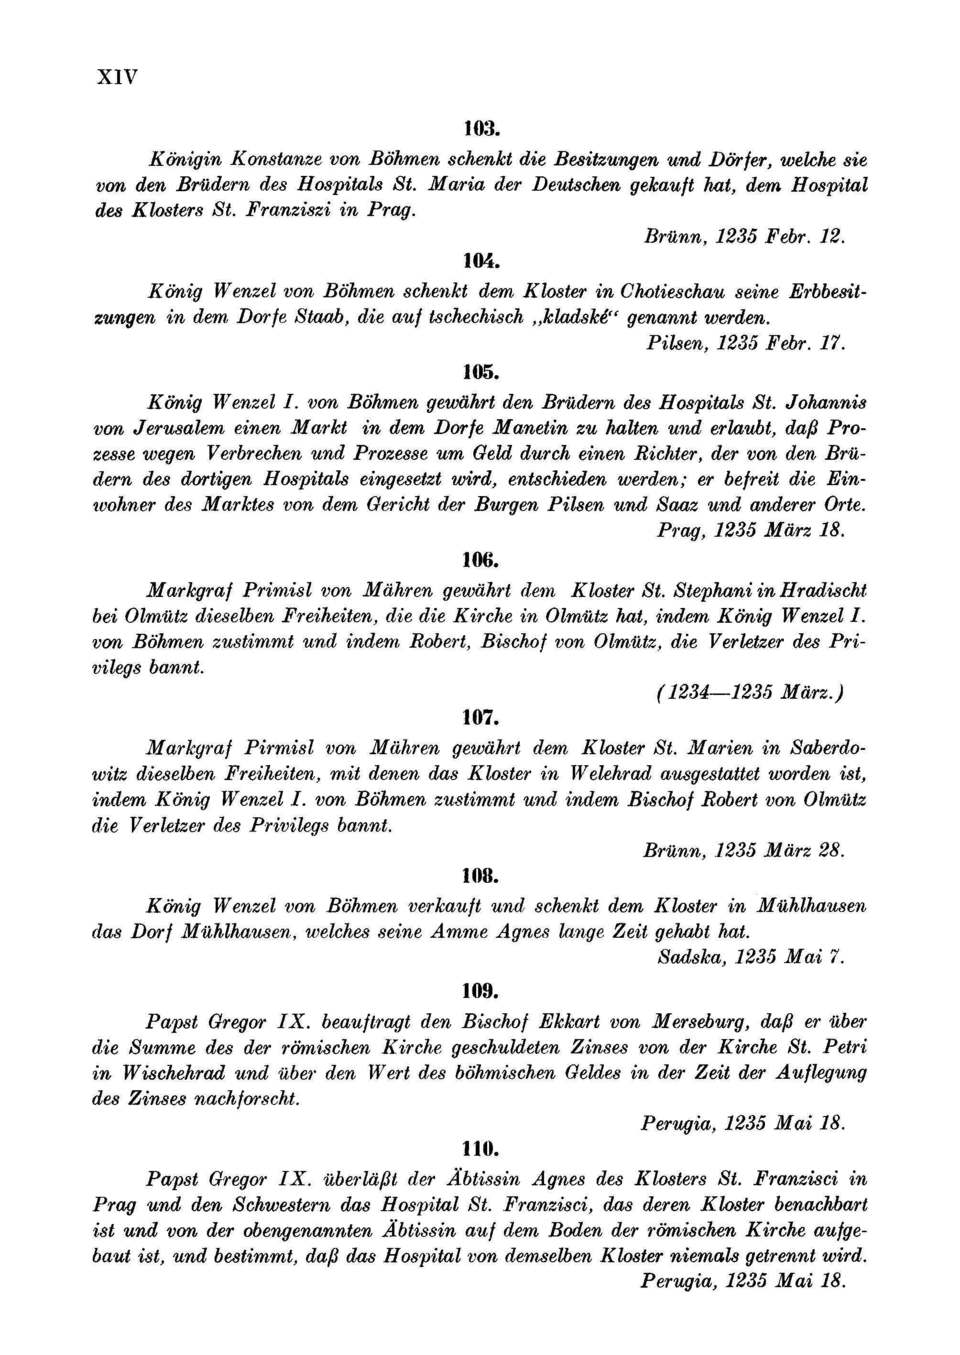 XIV
103.
Königin Konstanze von Böhmen schenkt die Besitzungen und Dörfer, welche sie
von den Brüdern des Hospitals St. Maria der Deutschen gekauft hat, dem Hospital
des Klosters St. Franziszi in Prag.
Brünn, 1235 Febr. 12.
104.
König Wenzel von Böhmen schenkt dem Kloster in Chotieschau seine Erbbesit-
zungen in dem Dorfe Staab, die auf tschechisch „kladské“ genannt werden.
Pilsen, 1235 Febr. 17.
105.
König Wenzel I. von Böhmen gewährt den Brüdern des Hospitals St. Johannis
von Jerusalem einen Markt in dem Dorfe Manetin zu halten und erlaubt, daß Pro-
zesse wegen Verbrechen und Prozesse um Geld durch einen Richter, der von den Brü-
dern des dortigen Hospitals eingesetzt wird, entschieden werden; er befreit die Ein-
wohner des Marktes von dem Gericht der Burgen Pilsen und Saaz und anderer Orte.
Prag, 1235 März 18.
106.
Markgraf Primisl von Mähren gewährt dem Kloster St. Stephani in Hradischt
bei Olmütz dieselben Freiheiten, die die Kirche in Olmütz hat, indem König Wenzel I.
von Böhmen zustimmt und indem Robert, Bischof von Olmütz, die Verletzer des Pri-
vilegs bannt.
(1234—1235 März.)
107.
Markgraf Pirmisl von Mähren gewährt dem Kloster St. Marien in Saberdo-
witz dieselben Freiheiten, mit denen das Kloster in Welehrad ausgestattet worden ist,
indem König Wenzel I. von Böhmen zustimmt und indem Bischof Robert von Olmütz
die Verletzer des Privilegs bannt.
Brünn, 1235 März 28.
108.
König Wenzel von Böhmen verkauft und schenkt dem Kloster in Mühlhausen
das Dorf Mühlhausen, welches seine Amme Agnes lange Zeit gehabt hat.
Sadska, 1235 Mai 7.
109.
Papst Gregor IX. beauftragt den Bischof Ekkart von Merseburg, daß er über
die Summe des der römischen Kirche geschuldeten Zinses von der Kirche St. Petri
in Wischehrad und über den Wert des böhmischen Geldes in der Zeit der Auflegung
des Zinses nachforscht.
Perugia, 1235 Mai 18.
110.
Papst Gregor IX. überläßt der Äbtissin Agnes des Klosters St. Franzisci in
Prag und den Schwestern das Hospital St. Franzisci, das deren Kloster benachbart
ist und von der obengenannten Äbtissin auf dem Boden der römischen Kirche aufge-
baut ist, und bestimmt, daß das Hospital von demselben Kloster niemals getrennt wird.
Perugia, 1235 Mai 18.